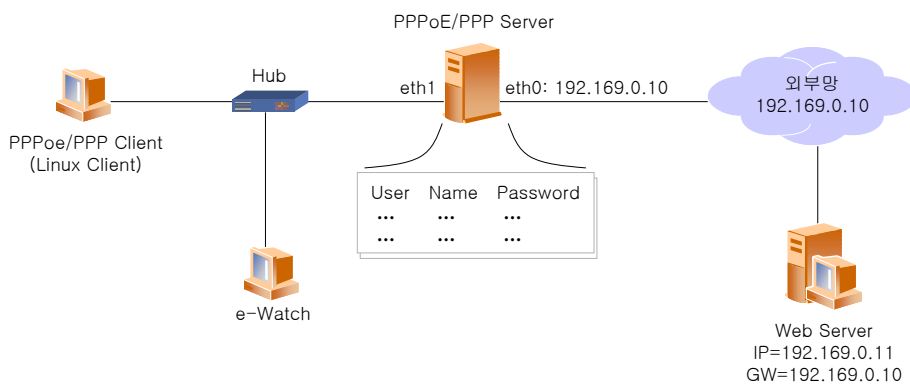 PPPoE/PPP Server
Hub
eth1
eth0: 192.169.0.10
외부망
192.169.0.10
PPPoe/PPP Client
(Linux Client)
User Name Password
... ... ...
... ... ...
e-Watch
Web Server
IP=192.169.0.11
GW=192.169.0.10